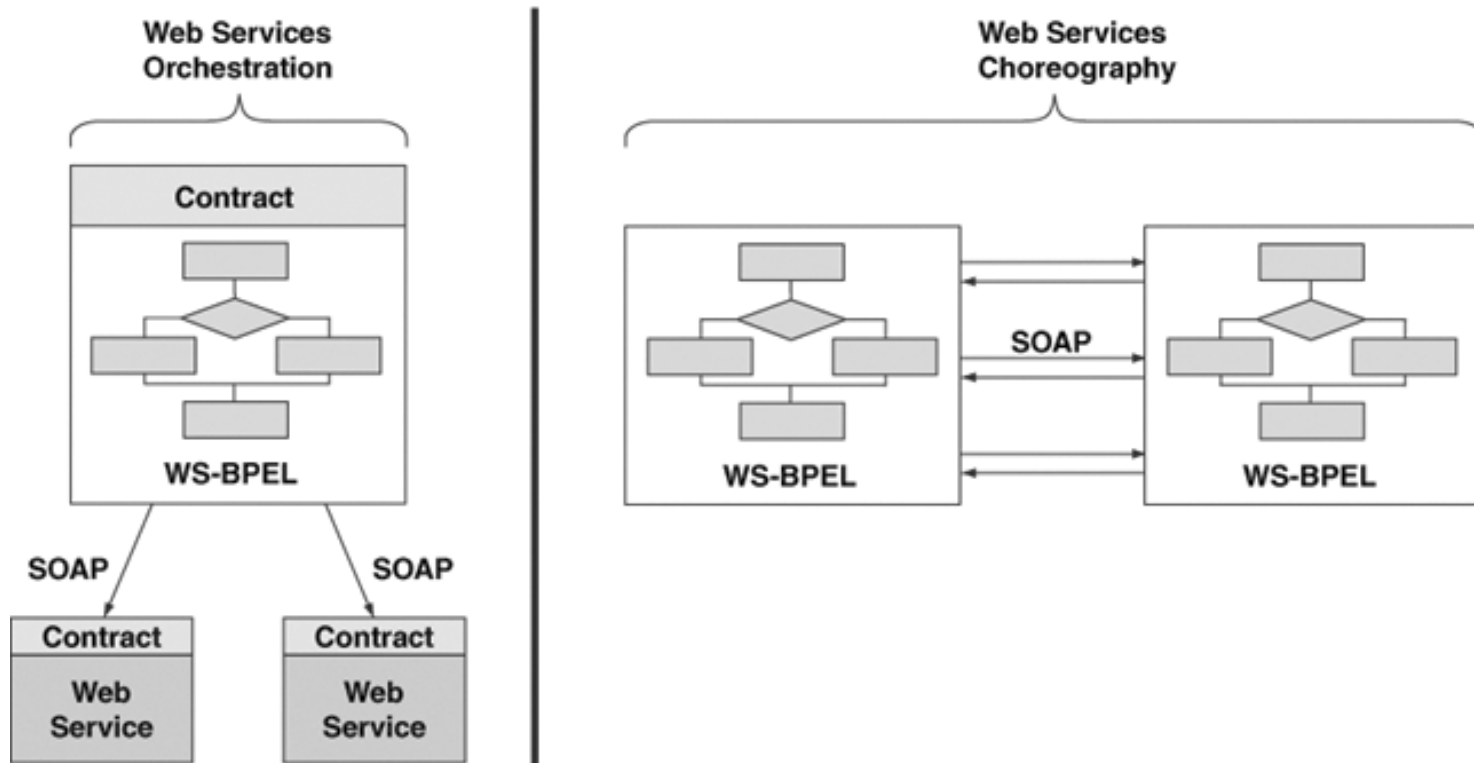 Web Services
Orchestration
Contract
WS-BPEL
SOAP
SOAP
Contract
Web
Service
Contract
Web
Service
Web Services
Choreography
WS-BPEL
SOAP
WS-BPEL